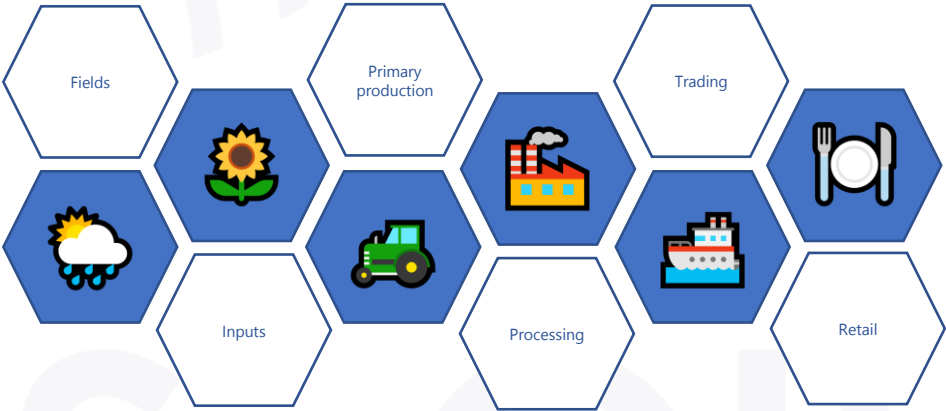 Fields
Primary
production
Trading
Inputs
Processing
Retail